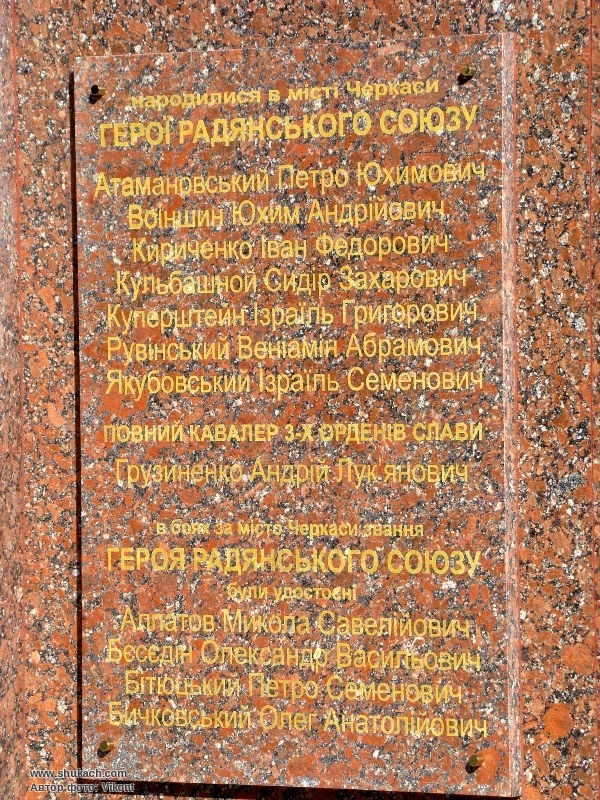 народилися в місті Черкаси
ГЕРОЇ РАДЯНСЬКОГО СОЮЗУ
Атамановський Петро Юхимович
Воїншин Юхим Андрійович
Кириченко Іван Федорович
Кульбашной Сидір Захарович
Куперштейн Ізраїль Григорович
Рувінський Веніамін Абрамович
Якубовський Ізраїль Семенович
ПОВНИЙ КАВАЛЕР 3-Х ОРДЕНІВ СЛАВИ
Грузиненко Андрій Лук'янович
в боях за місто Черкаси звання
ГЕРОЯ РАДЯНСЬКОГО СОЮЗУ
були удостоєні
Алпатов Микола Савелійович
Бєсєдін Олександр Васильович
Бітюцький Петро Семенович
Бичковський Олег Анатолійович
www.shukach.com
Автор фото: Vikont